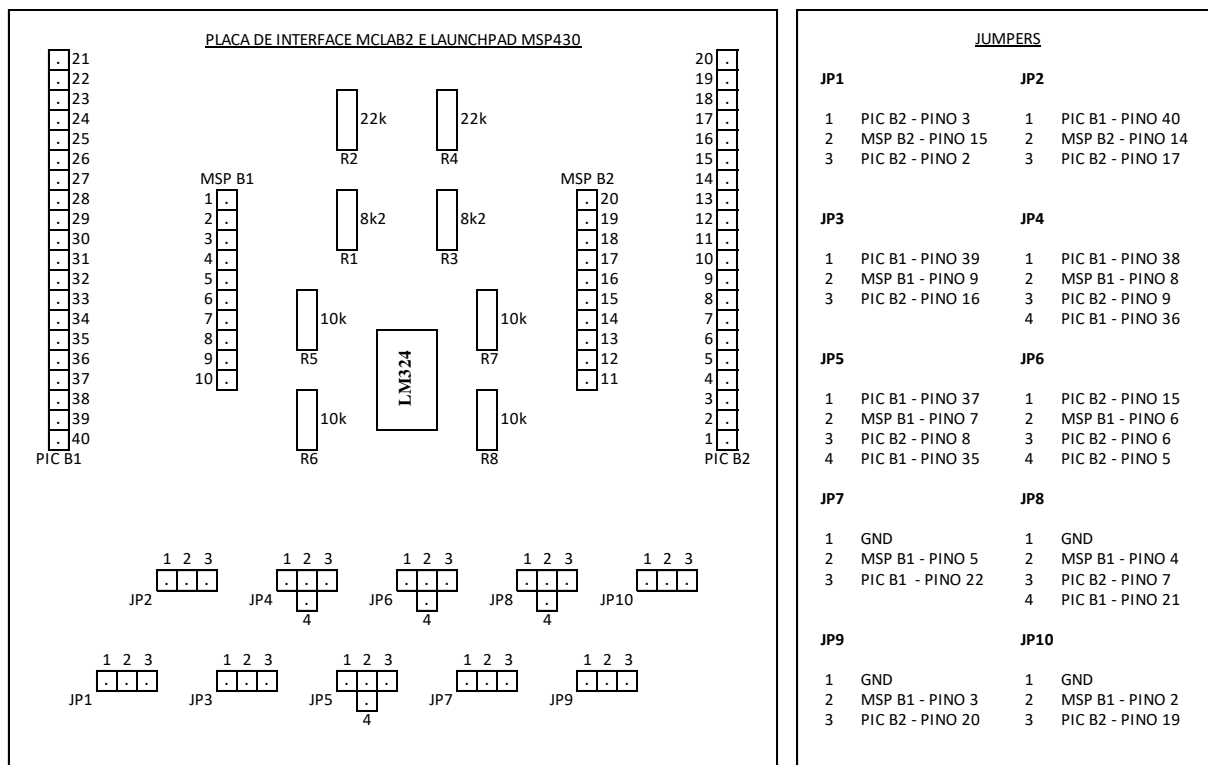 PLACA DE INTERFACE MCLAB2 E LAUNCHPAD MSP430
21
22
23
24
25
26
27
28
29
30
31
32
33
34
35
36
37
38
39
40
PIC B1
MSP B1
1
2
3
4
5
6
7
8
9
10
22k
R2
22k
R4
8k2
R1
8k2
R3
10k
R5
10k
R7
LM324
10k
R6
10k
R8
MSP B2
20
19
18
17
16
15
14
13
12
11
20
19
18
17
16
15
14
13
12
11
10
9
8
7
6
5
4
3
2
1
PIC B2
1 2 3
JP2
1 2 3
JP4
4
1 2 3
JP6
4
1 2 3
JP8
4
1 2 3
JP10
1 2 3
JP1
1 2 3
JP3
1 2 3
JP5
4
1 2 3
JP7
1 2 3
JP9
JUMPERS
JP1
1 PIC B2 - PINO 3
2 MSP B2 - PINO 15
3 PIC B2 - PINO 2
JP2
1 PIC B1 - PINO 40
2 MSP B2 - PINO 14
3 PIC B2 - PINO 17
JP3
1 PIC B1 - PINO 39
2 MSP B1 - PINO 9
3 PIC B2 - PINO 16
JP4
1 PIC B1 - PINO 38
2 MSP B1 - PINO 8
3 PIC B2 - PINO 9
4 PIC B1 - PINO 36
JP5
1 PIC B1 - PINO 37
2 MSP B1 - PINO 7
3 PIC B2 - PINO 8
4 PIC B1 - PINO 35
JP6
1 PIC B2 - PINO 15
2 MSP B1 - PINO 6
3 PIC B2 - PINO 6
4 PIC B2 - PINO 5
JP7
1 GND
2 MSP B1 - PINO 5
3 PIC B1 - PINO 22
JP8
1 GND
2 MSP B1 - PINO 4
3 PIC B2 - PINO 7
4 PIC B1 - PINO 21
JP9
1 GND
2 MSP B1 - PINO 3
3 PIC B2 - PINO 20
JP10
1 GND
2 MSP B1 - PINO 2
3 PIC B2 - PINO 19